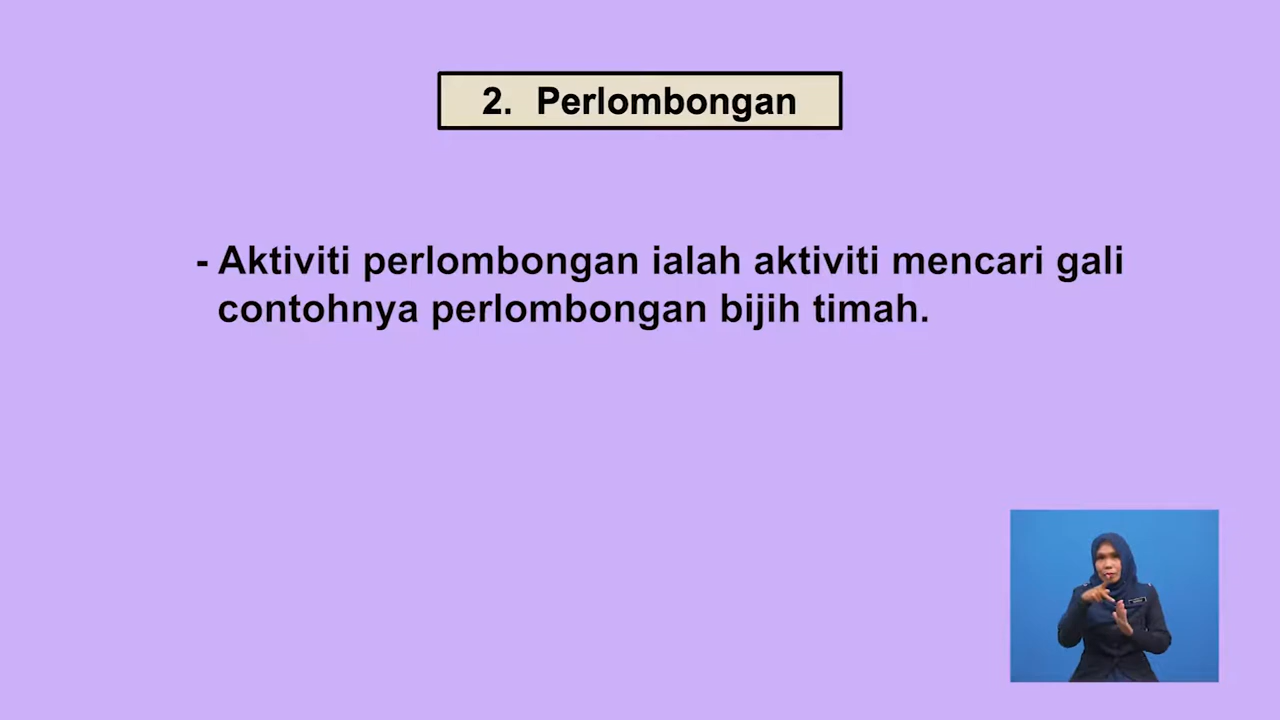 2. Perlombongan
- Aktiviti perlombongan ialah aktiviti mencari gali
contohnya perlombongan bijih timah.